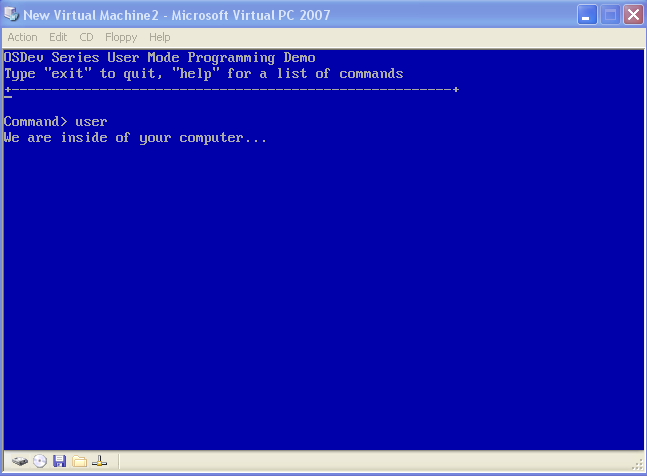 New Virtual Machine2 - Microsoft Virtual PC 2007
Action Edit CD Floppy Help
OSDev Series User Mode Programming Demo
Type "exit" to quit, "help" for a list of commands
+-------------------------------------------------------+
_
Command> user
We are inside of your computer...